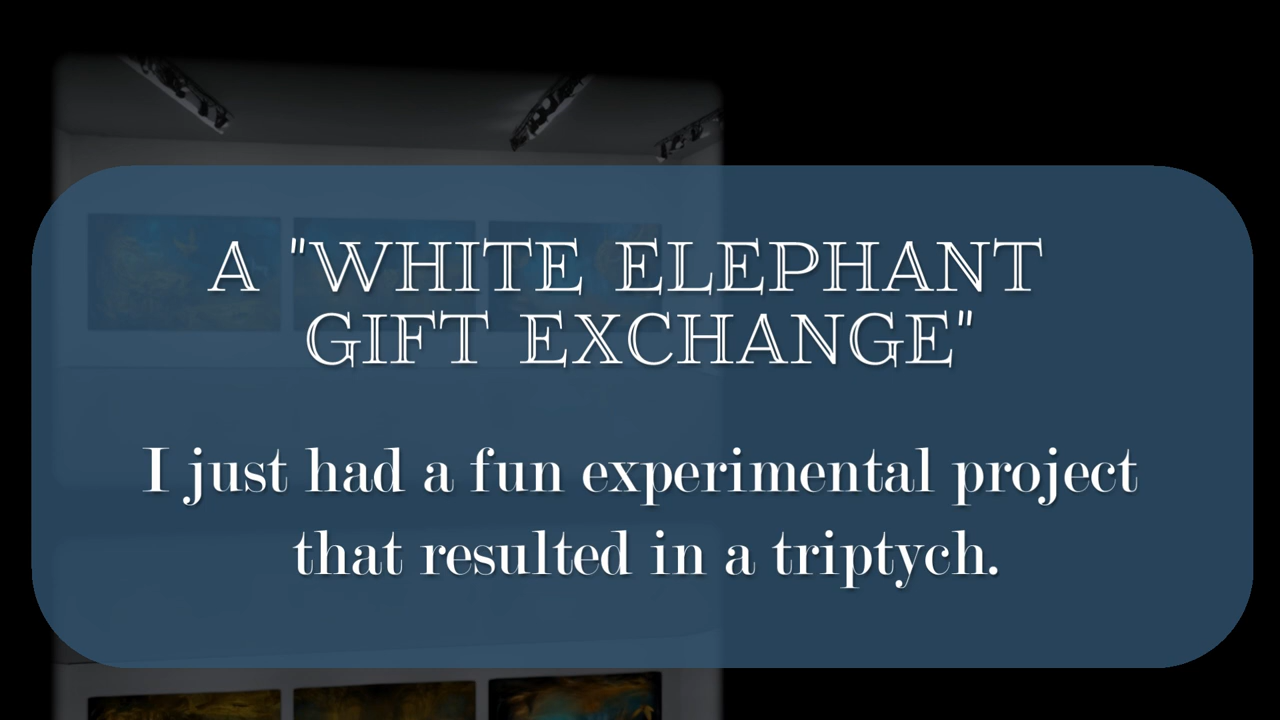 A "WHITE ELEPHANT
GIFT EXCHANGE"
I just had a fun experimental project
that resulted in a triptych.